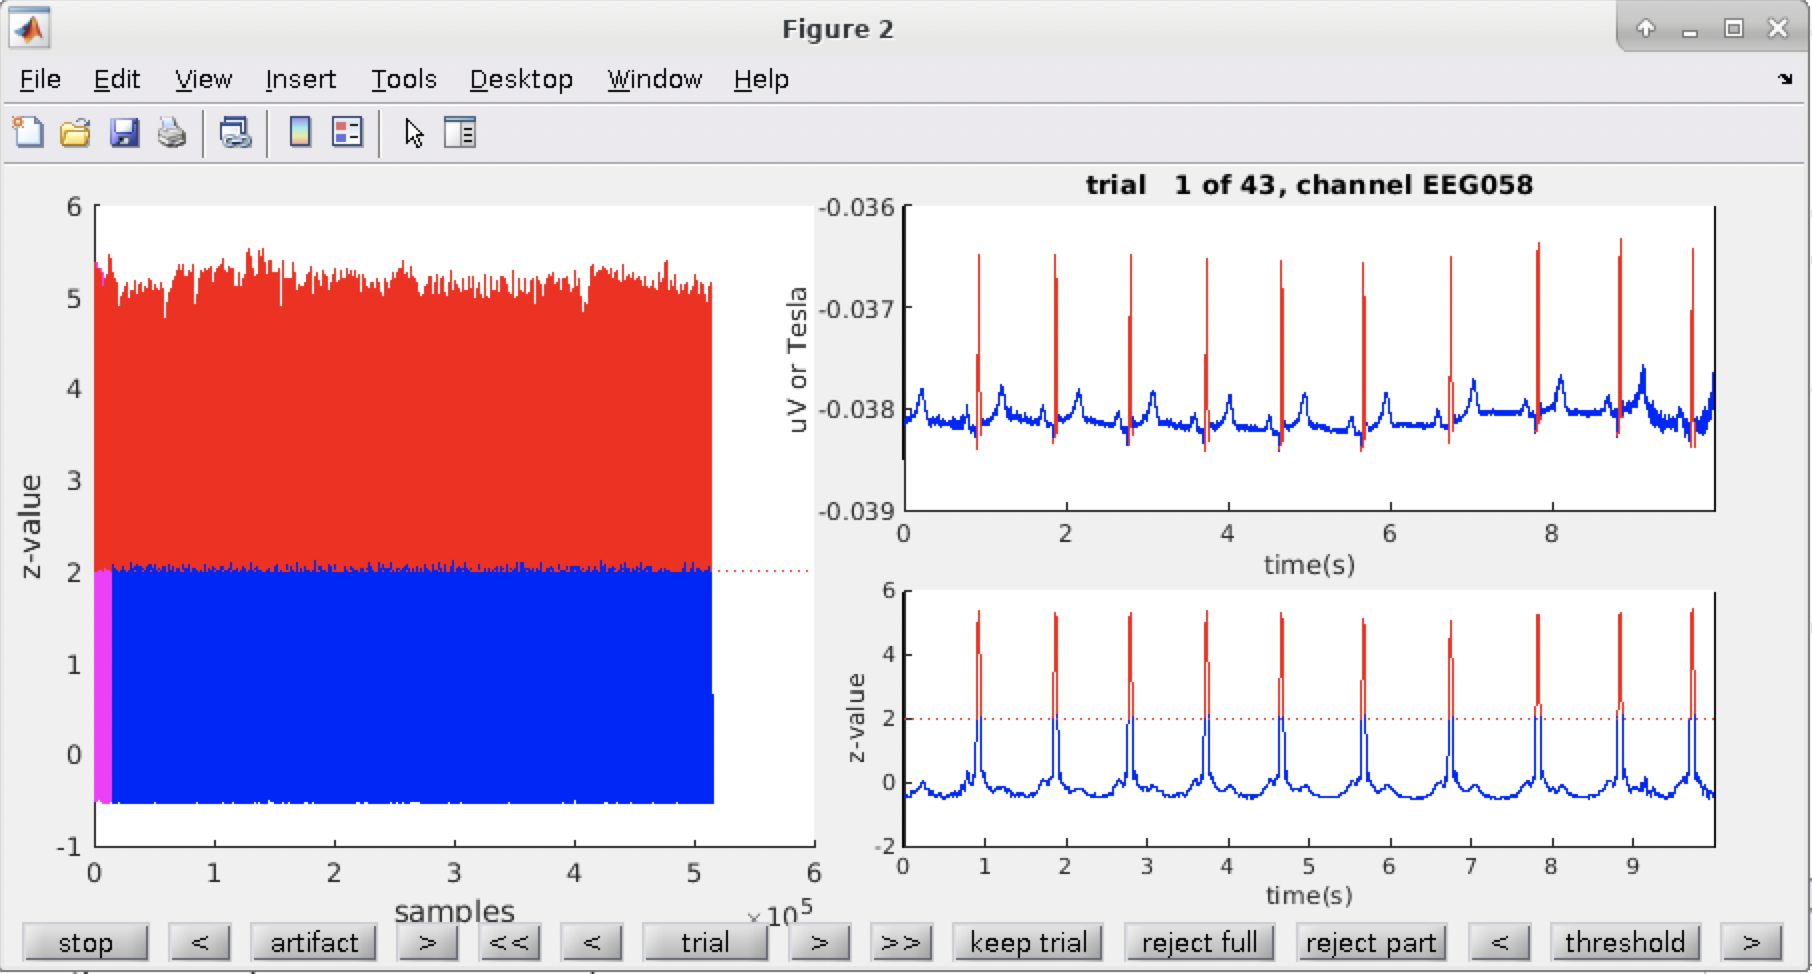 Figure 2
File Edit View Insert Tools Desktop Window Help
trial 1 of 43, channel EEG058
6
5
4
3
2
1
0
-1
z-value
0 1 2 3 4 5 6
samples
×10⁵
-0.036
-0.037
-0.038
-0.039
uV or Tesla
0 2 4 6 8
time(s)
6
4
2
0
-2
z-value
0 1 2 3 4 5 6 7 8 9
time(s)
stop < artifact > << < trial > >> keep trial reject full reject part < threshold >